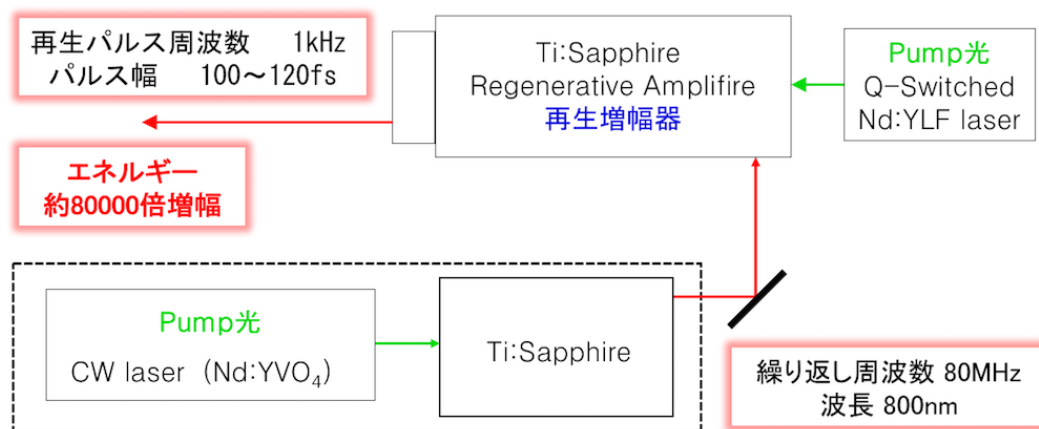 再生パルス周波数 1kHz
パルス幅 100～120fs
Ti:Sapphire
Regenerative Amplifire
再生増幅器
Pump光
Q-Switched
Nd:YLF laser
エネルギー
約80000倍増幅
Pump光
CW laser (Nd:YVO₄)
Ti:Sapphire
繰り返し周波数 80MHz
波長 800nm